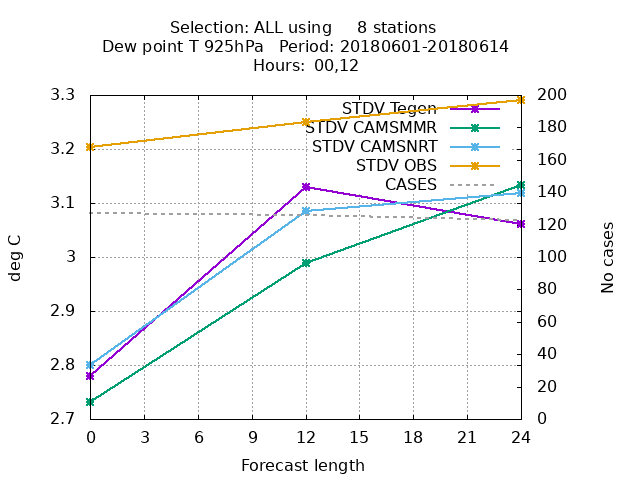 Selection: ALL using 8 stations
Dew point T 925hPa Period: 20180601-20180614
Hours: 00,12
3.3
3.2
3.1
3
2.9
2.8
2.7
deg C
200
180
160
140
120
100
80
60
40
20
0
No cases
STDV Tegen
STDV CAMSMMR
STDV CAMSNRT
STDV OBS
CASES
0 3 6 9 12 15 18 21 24
Forecast length